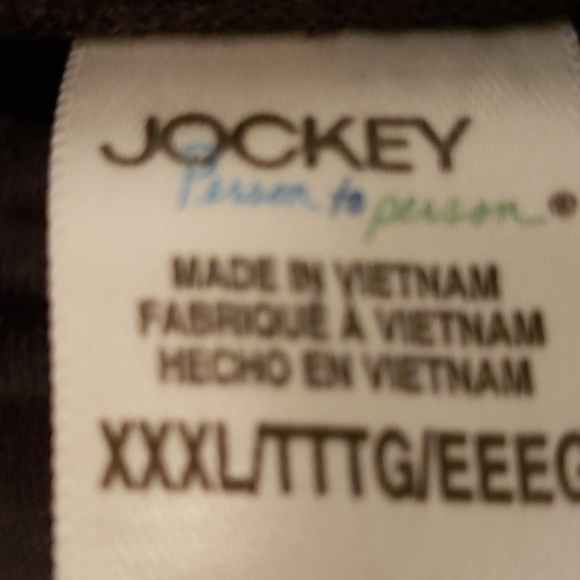 JOCKEY
Person to person®
MADE IN VIETNAM
FABRIQUÉ À VIETNAM
HECHO EN VIETNAM
XXXL/TTTG/EEEG